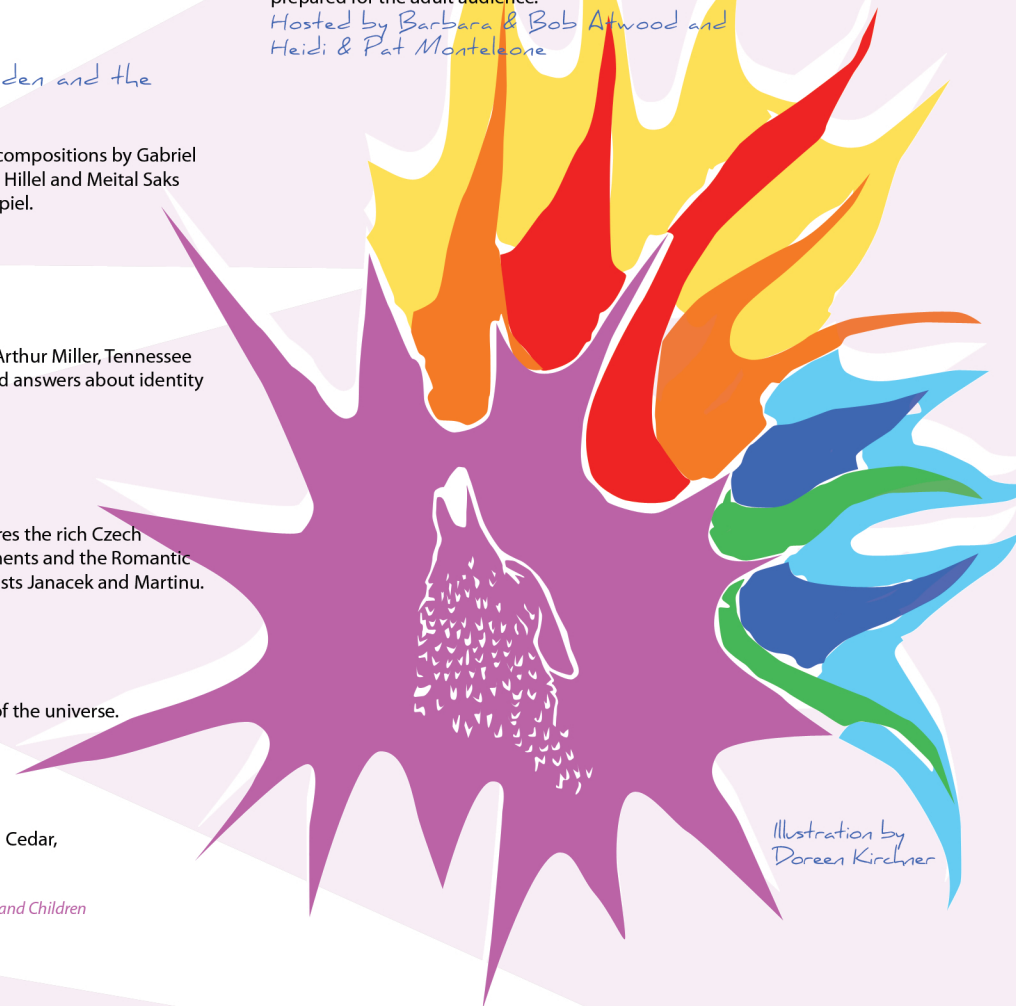 prepared for the adult audience.
Hosted by Barbara & Bob Atwood and
Heidi & Pat Monteleone
den and the
compositions by Gabriel
Hillel and Meital Saks
piel.
Arthur Miller, Tennessee
d answers about identity
res the rich Czech
ents and the Romantic
sts Janacek and Martinu.
of the universe.
Cedar,
and Children
Illustration by
Doreen Kirchner